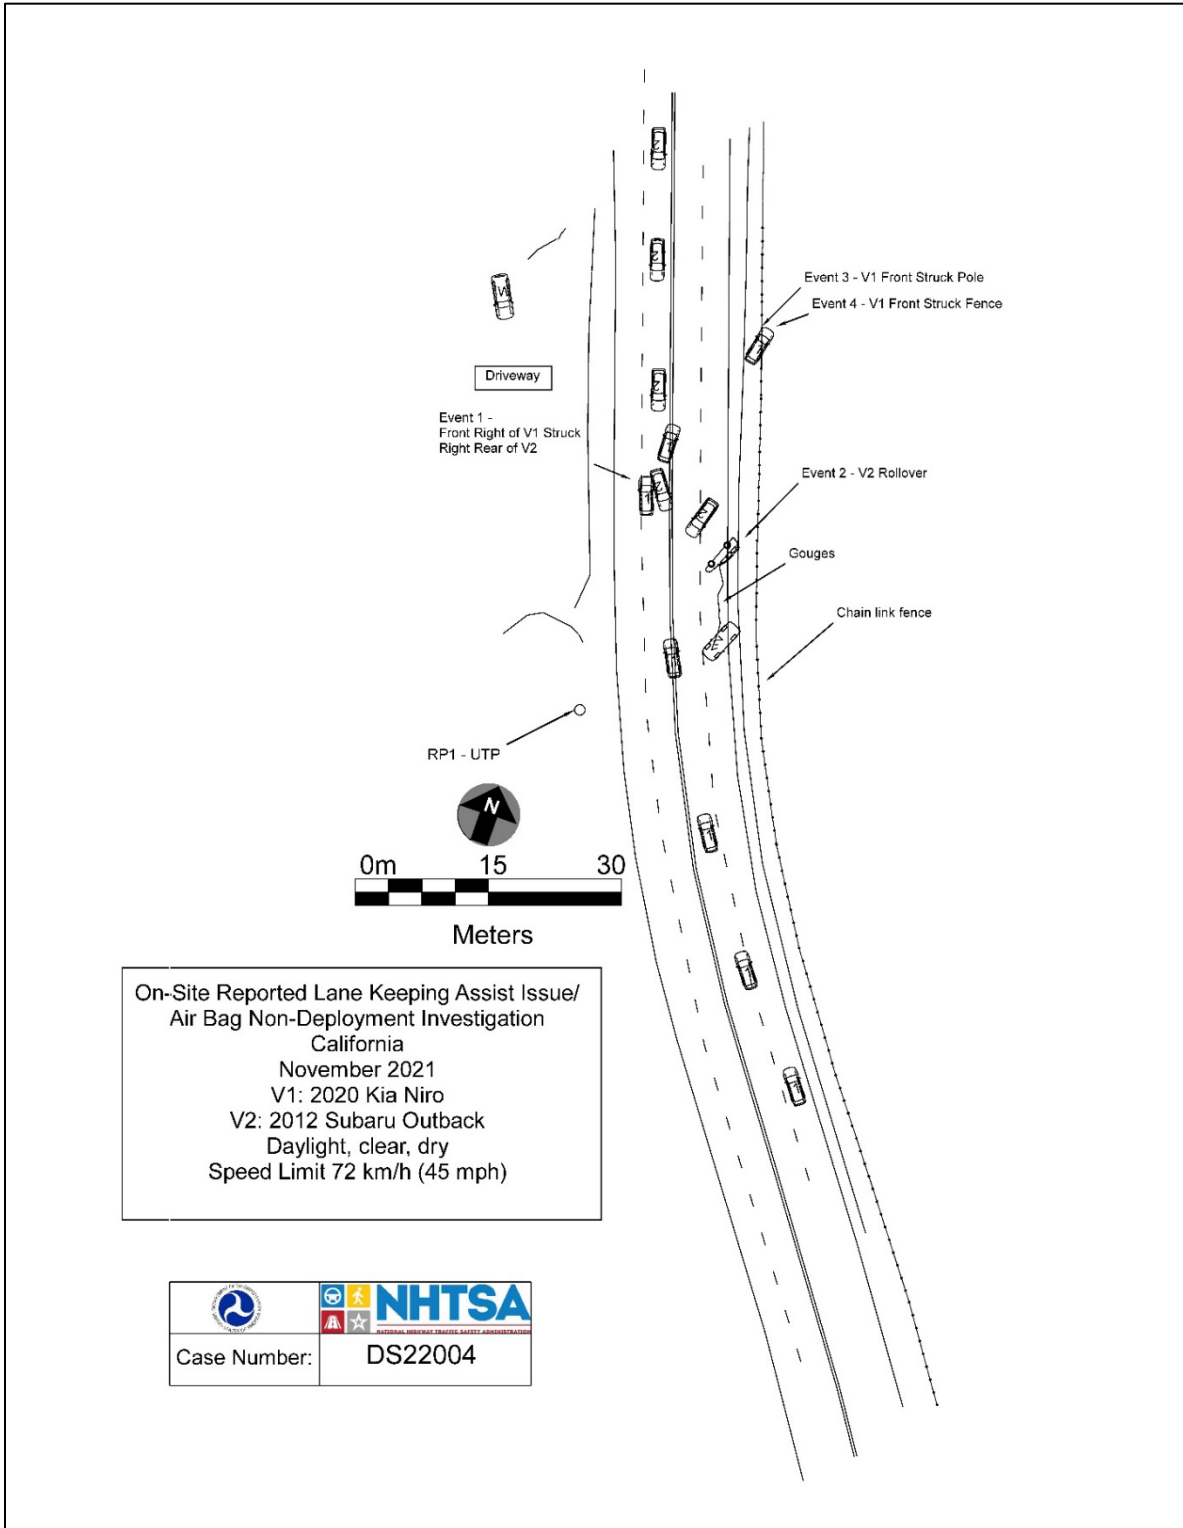 Event 3 - V1 Front Struck Pole
Event 4 - V1 Front Struck Fence
Driveway
Event 1 -
Front Right of V1 Struck
Right Rear of V2
Event 2 - V2 Rollover
Gouges
Chain link fence
RP1 - UTP
N
0m 15 30
Meters
On-Site Reported Lane Keeping Assist Issue/
Air Bag Non-Deployment Investigation
California
November 2021
V1: 2020 Kia Niro
V2: 2012 Subaru Outback
Daylight, clear, dry
Speed Limit 72 km/h (45 mph)
NHTSA
NATIONAL HIGHWAY TRAFFIC SAFETY ADMINISTRATION
Case Number: DS22004